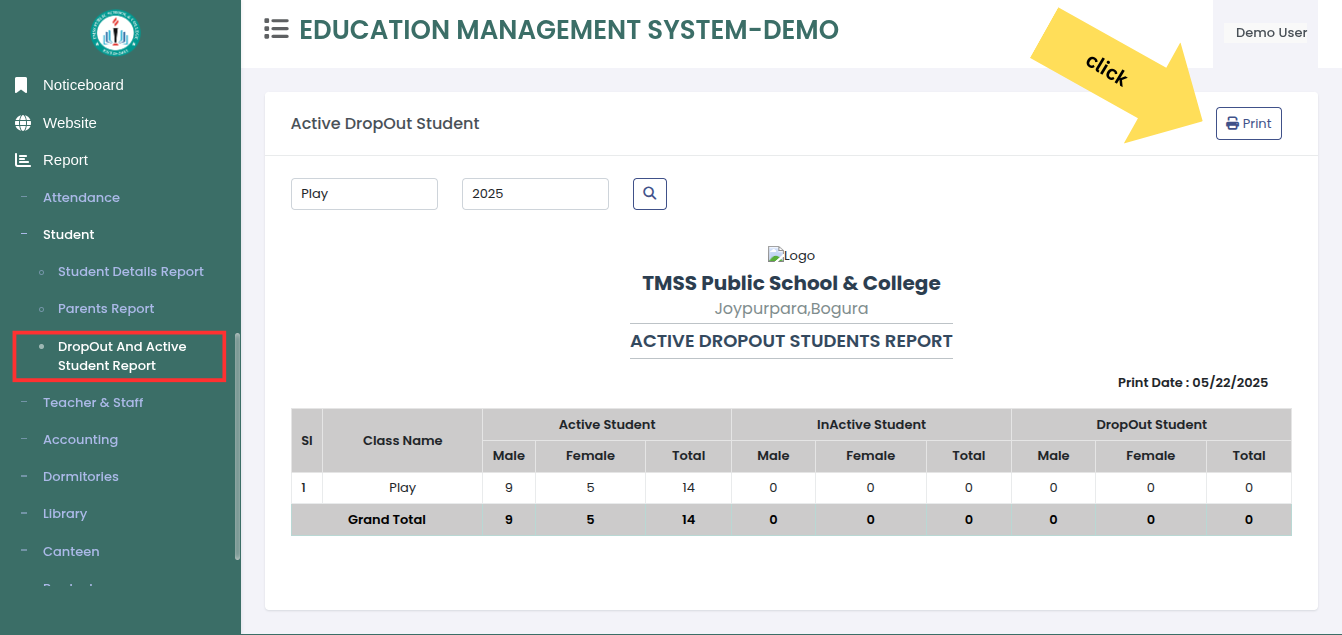 EDUCATION MANAGEMENT SYSTEM-DEMO
Demo User
click
Noticeboard
Website
Report
Attendance
Student
Student Details Report
Parents Report
DropOut And Active
Student Report
Teacher & Staff
Accounting
Dormitories
Library
Canteen
Active DropOut Student
Print
Play
2025
Logo
TMSS Public School & College
Joypurpara,Bogura
ACTIVE DROPOUT STUDENTS REPORT
Print Date : 05/22/2025
Sl Class Name Active Student InActive Student DropOut Student
Male Female Total Male Female Total Male Female Total
1 Play 9 5 14 0 0 0 0 0 0
Grand Total 9 5 14 0 0 0 0 0 0